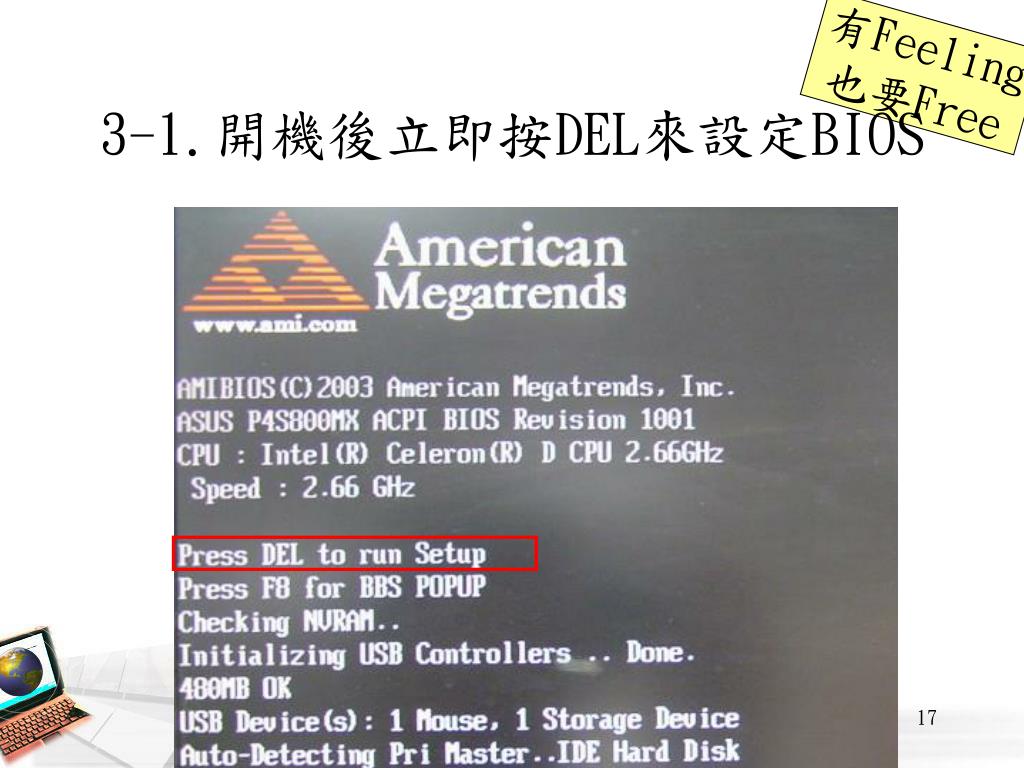 有Feeling
也要Free
3-1.開機後立即按DEL來設定BIOS
American
Megatrends
www.ami.com
AMIBIOS(C)2003 American Megatrends, Inc.
ASUS P4S800MX ACPI BIOS Revision 1001
CPU : Intel(R) Celeron(R) D CPU 2.66GHz
Speed : 2.66 GHz
Press DEL to run Setup
Press F8 for BBS POPUP
Checking NVRAM..
Initializing USB Controllers .. Done.
480MB OK
USB Device(s): 1 Mouse, 1 Storage Device
Auto-Detecting Pri Master..IDE Hard Disk
17